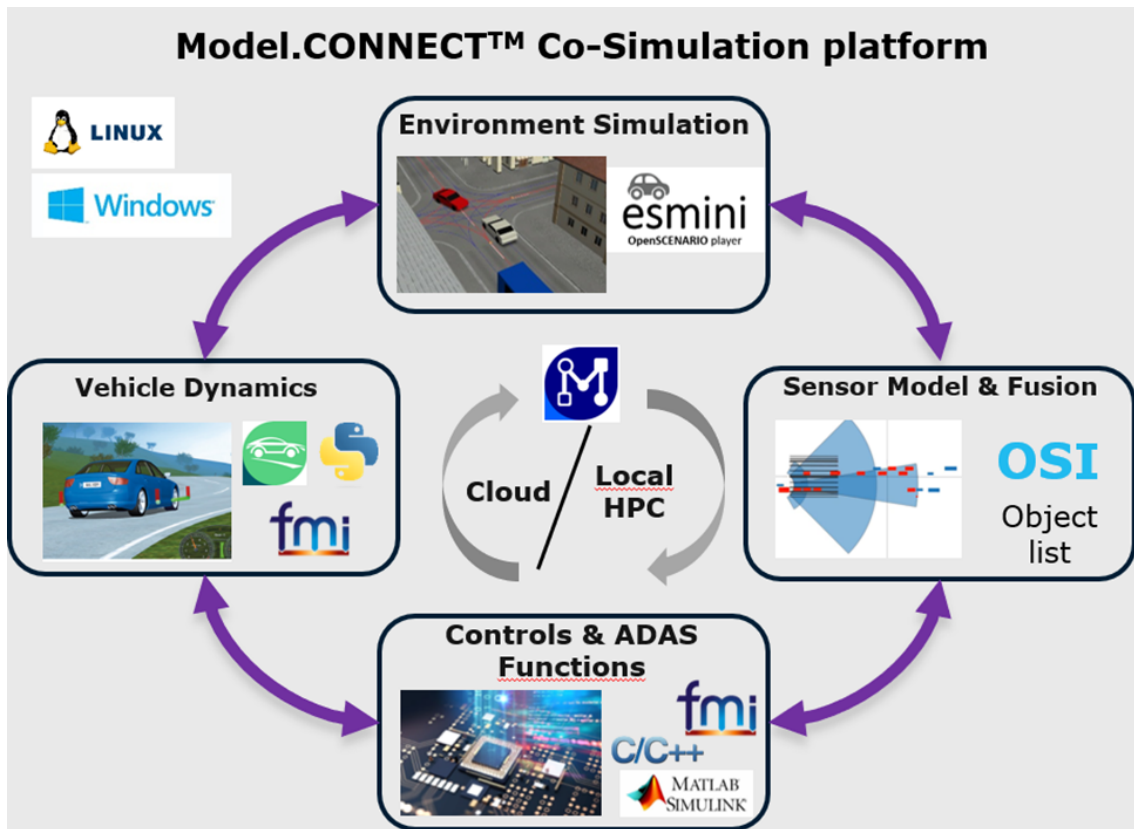 Model.CONNECT™ Co-Simulation platform
LINUX
Windows
Environment Simulation
esmini
OpenSCENARIO player
Vehicle Dynamics
fmi
Cloud
Local
HPC
Sensor Model & Fusion
OSI
Object
list
Controls & ADAS
Functions
fmi
C/C++
MATLAB
SIMULINK